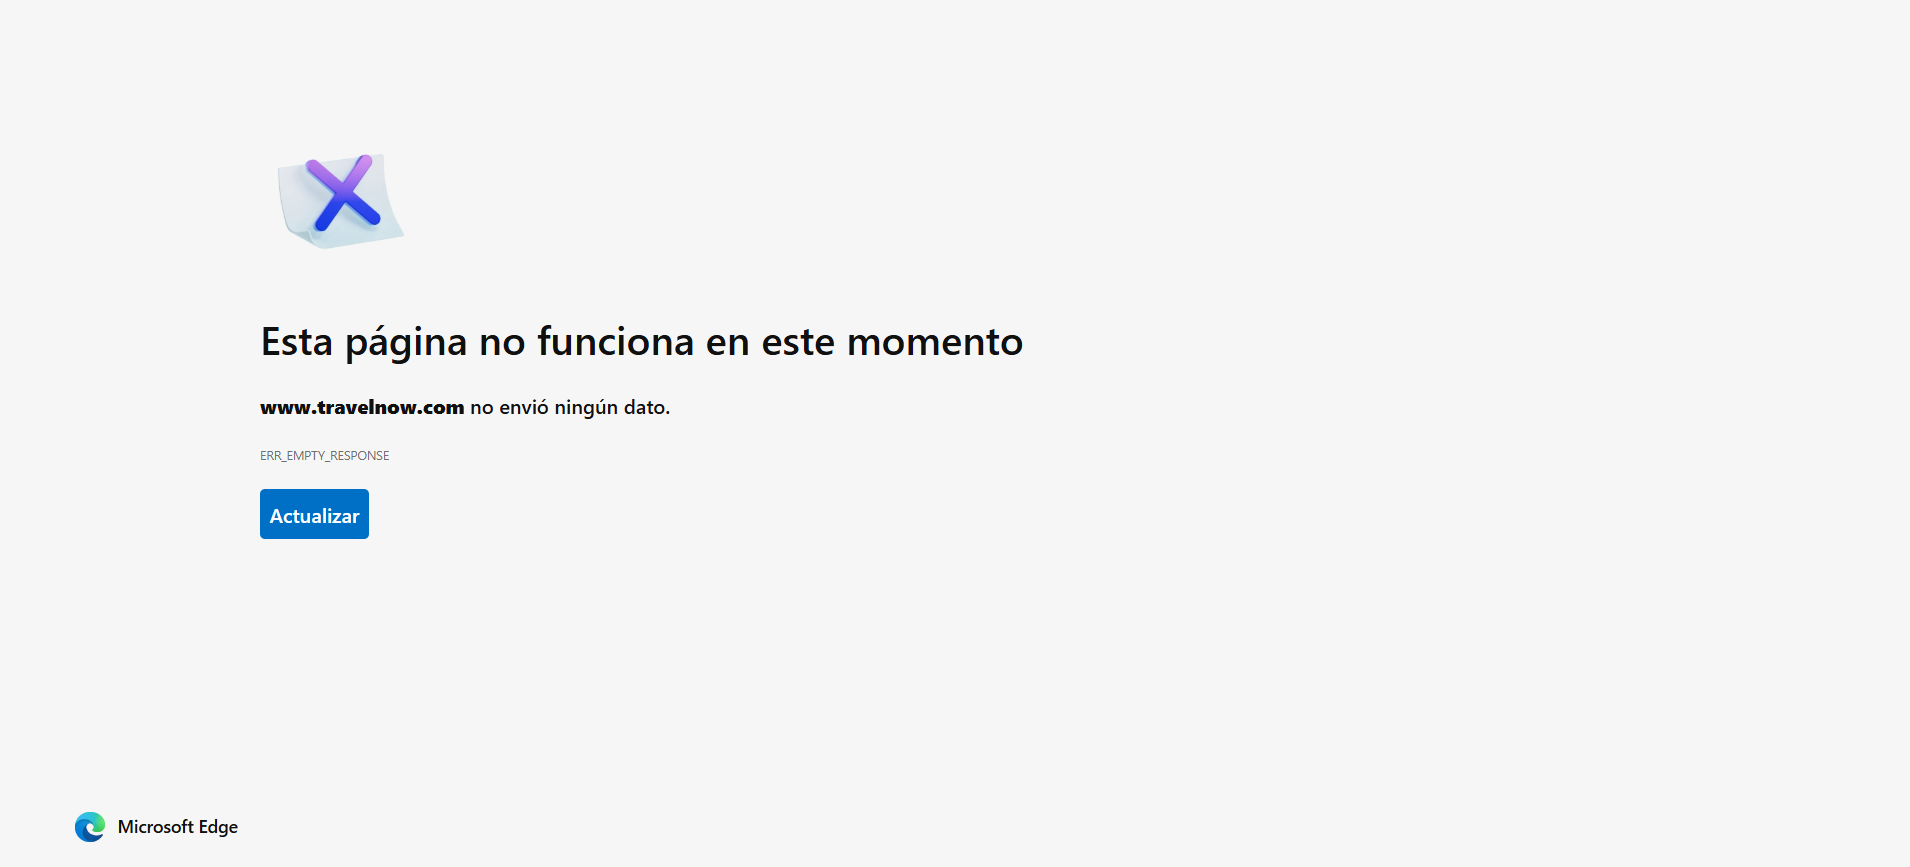 Esta página no funciona en este momento
www.travelnow.com no envió ningún dato.
ERR_EMPTY_RESPONSE
Actualizar
Microsoft Edge